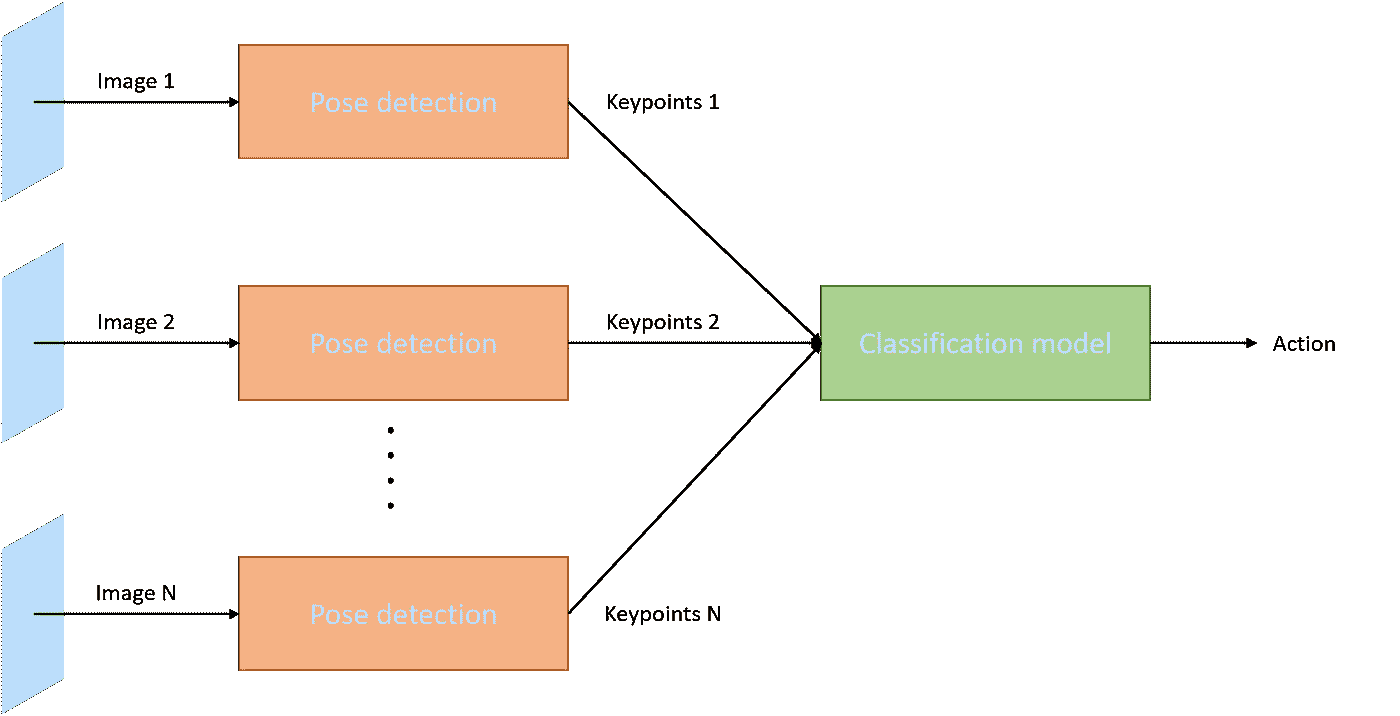 Image 1
Pose detection
Keypoints 1
Image 2
Pose detection
Keypoints 2
Classification model
Action
Image N
Pose detection
Keypoints N